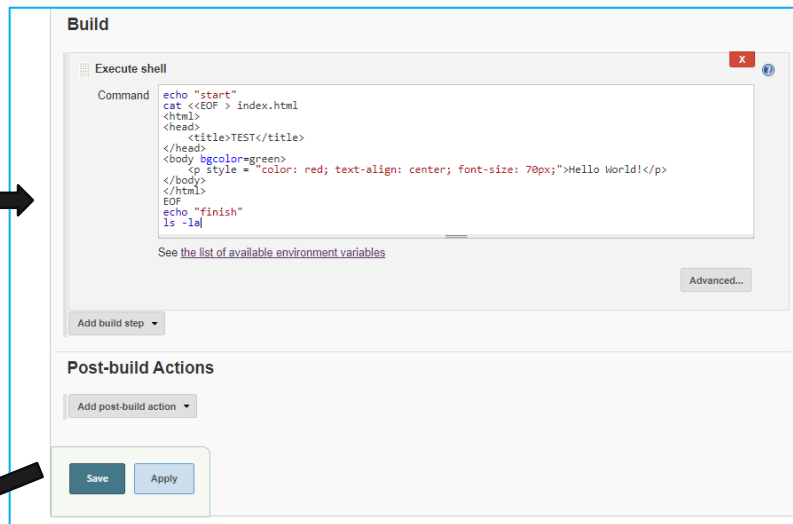 Build
Execute shell
X
?
Command
echo "start"
cat <<EOF > index.html
<html>
<head>
    <title>TEST</title>
</head>
<body bgcolor=green>
    <p style = "color: red; text-align: center; font-size: 70px;">Hello World!</p>
</body>
</html>
EOF
echo "finish"
ls -la
See the list of available environment variables
Advanced...
Add build step
Post-build Actions
Add post-build action
Save Apply